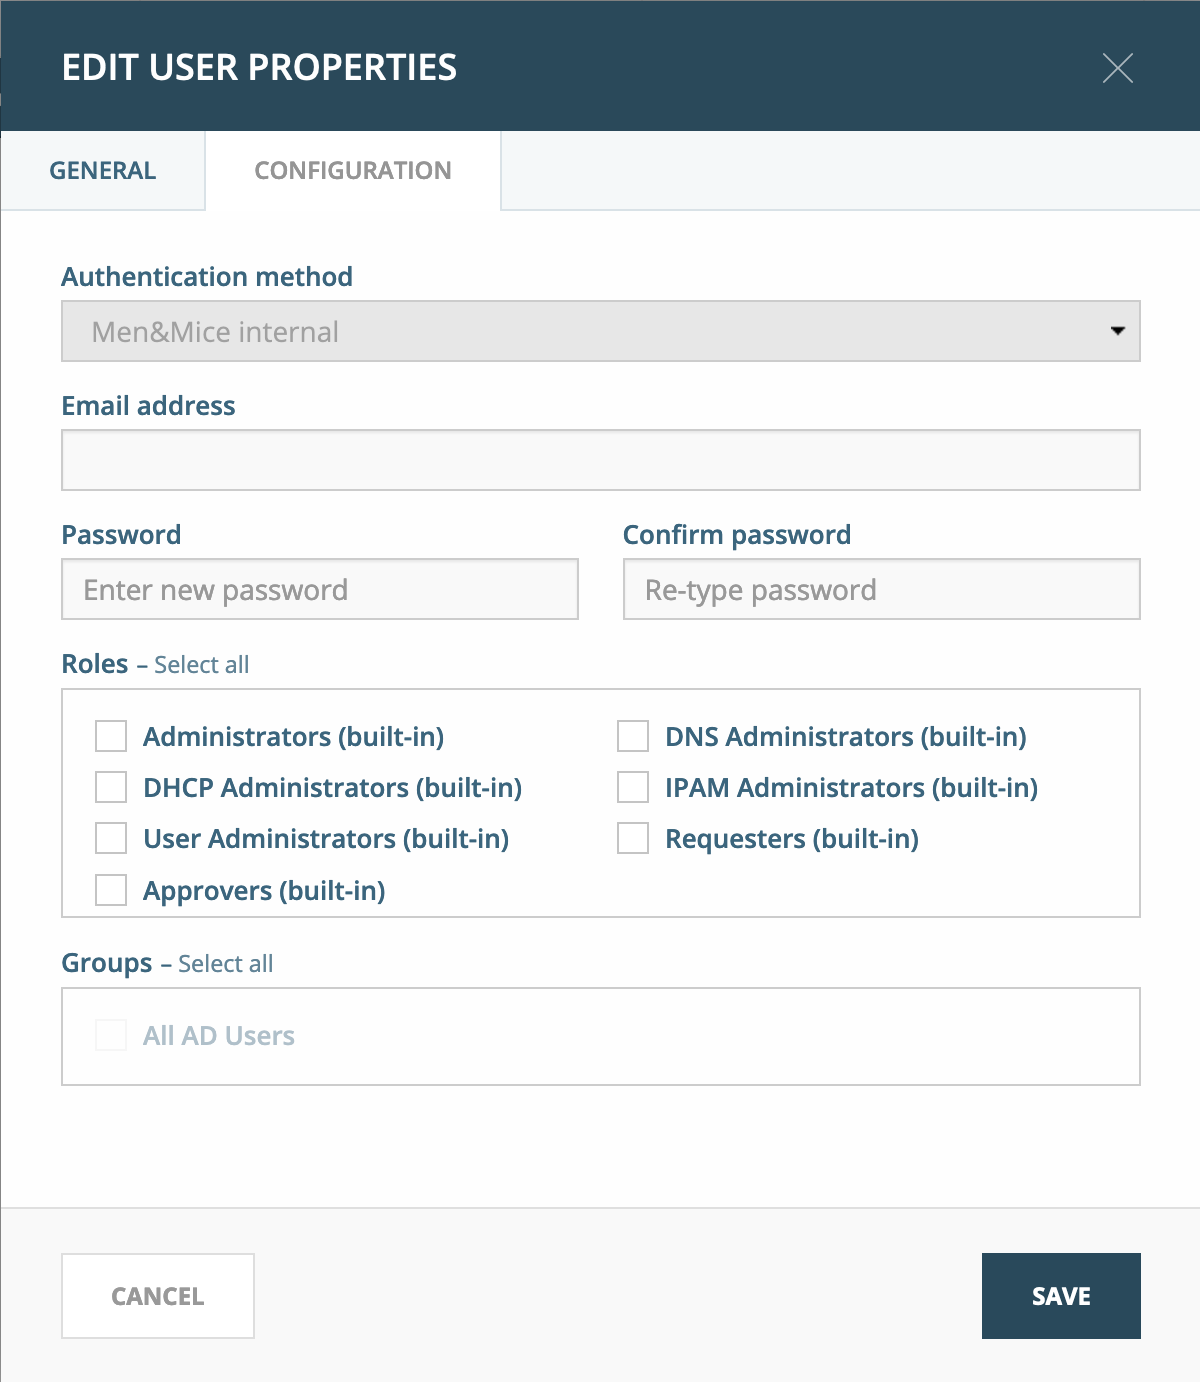 EDIT USER PROPERTIES
GENERAL CONFIGURATION
Authentication method
Men&Mice internal
Email address
Password Confirm password
Enter new password Re-type password
Roles – Select all
Administrators (built-in) DNS Administrators (built-in)
DHCP Administrators (built-in) IPAM Administrators (built-in)
User Administrators (built-in) Requesters (built-in)
Approvers (built-in)
Groups – Select all
All AD Users
CANCEL SAVE